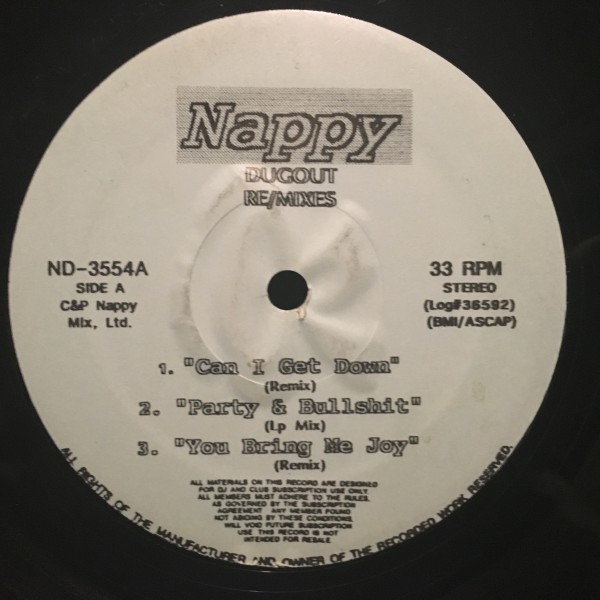 Nappy
DUGOUT
RE/MIXES
ND-3554A
SIDE A
C&P Nappy
Mix, Ltd.
33 RPM
STEREO
(Log#36592)
(BMI/ASCAP)
1. "Can I Get Down"
(Remix)
2. "Party & Bullshit"
(Lp Mix)
3. "You Bring Me Joy"
(Remix)
ALL MATERIALS ON THIS RECORD ARE DESIGNED
FOR DJ AND CLUB SUBSCRIPTION USE ONLY.
ALL MEMBERS MUST ADHERE TO THE RULES,
AS GOVERNED BY THE SUBSCRIPTION
AGREEMENT. ANY MEMBER FOUND
NOT ABIDING BY THESE CONDITIONS,
WILL VOID FUTURE SUBSCRIPTION
USE THIS RECORD IS NOT
INTENDED FOR RESALE
ALL RIGHTS OF THE MANUFACTURER AND OWNER OF THE RECORDED WORK RESERVED.